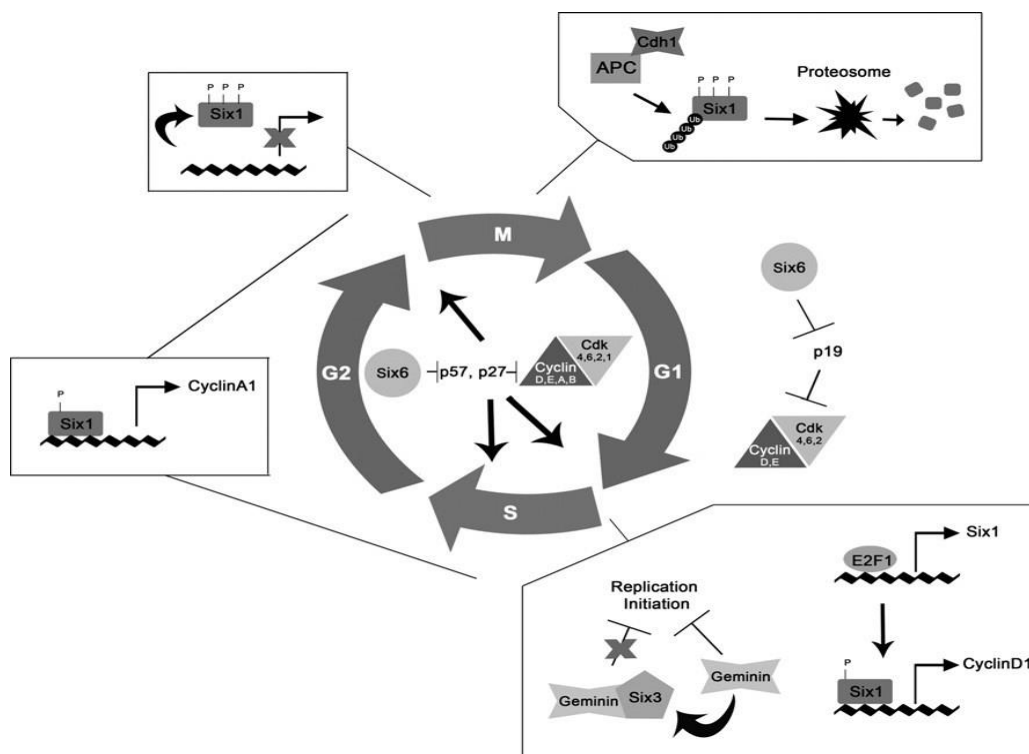 Cdh1
APC
P P P
Six1
Ub
Ub
Ub
Ub
Proteosome
P P P
Six1
M
Six6
p19
Cdk
4,6,2
Cyclin
D,E
G2
Six6
p57, p27
Cdk
4,6,2,1
Cyclin
D,E,A,B
G1
P
Six1
CyclinA1
S
E2F1
Six1
Replication
Initiation
Geminin
Six3
Geminin
P
Six1
CyclinD1